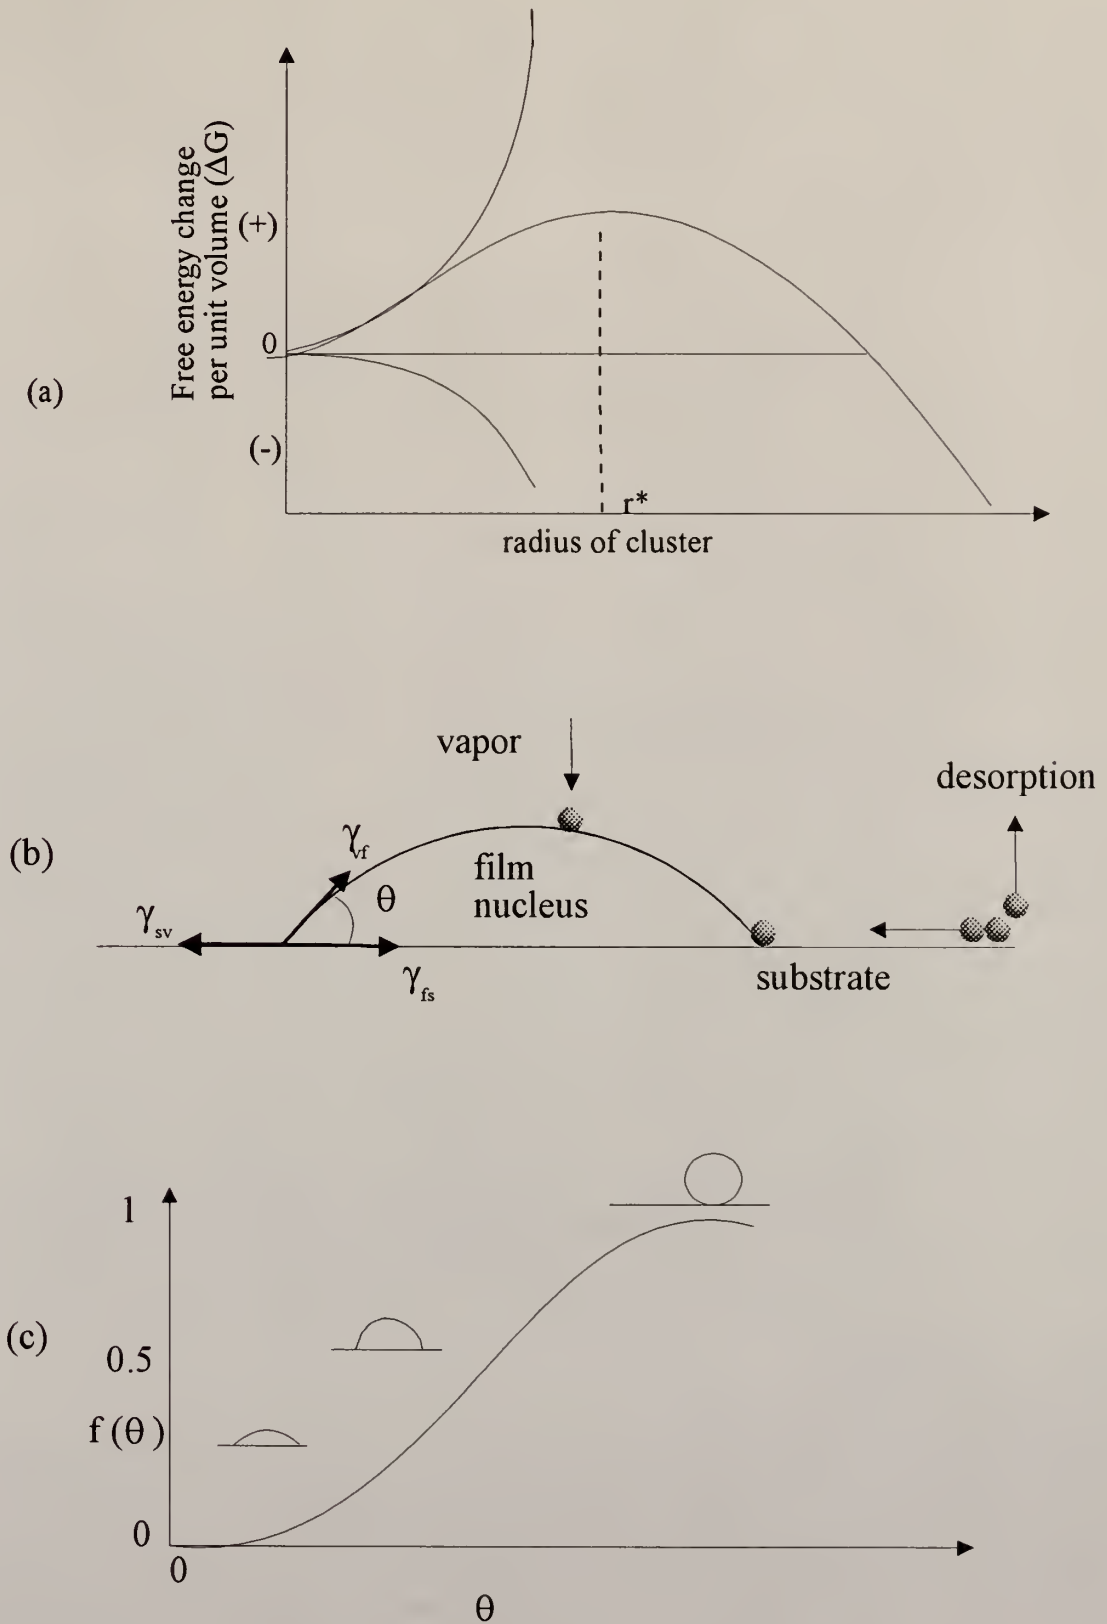 (a)
Free energy change
per unit volume (ΔG)
(+)
0
(-)
r*
radius of cluster
(b)
vapor
desorption
γvf
θ
film
nucleus
γsv
γfs
substrate
(c)
1
0.5
f(θ)
0
0
θ